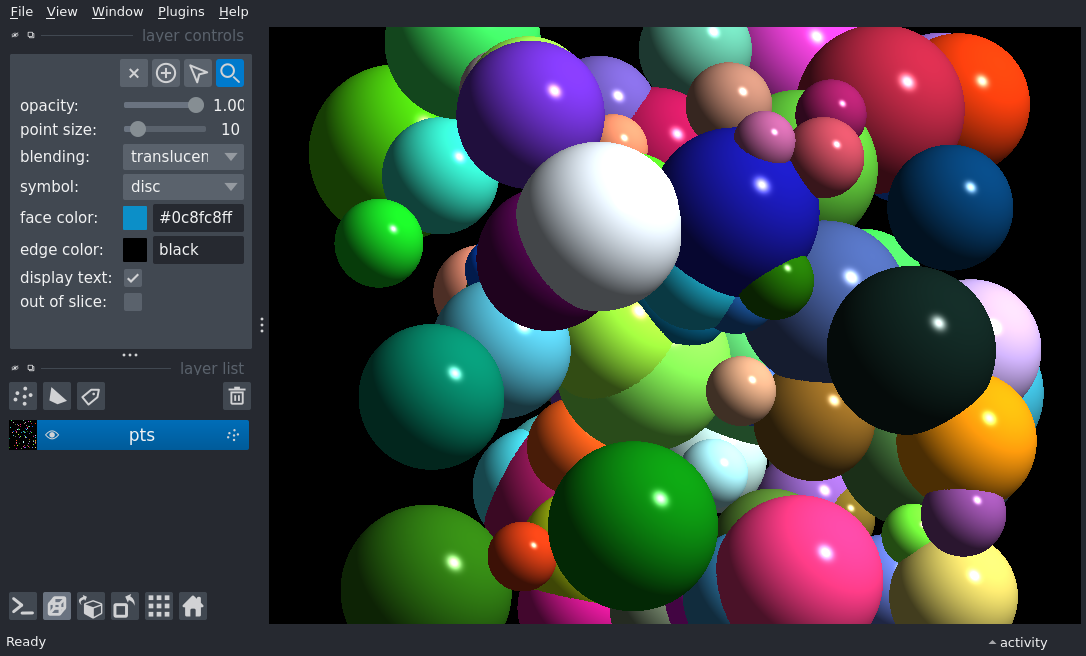 File View Window Plugins Help
layer controls
opacity: 1.00
point size: 10
blending: translucen
symbol: disc
face color: #0c8fc8ff
edge color: black
display text:
out of slice:
layer list
pts
Ready
activity